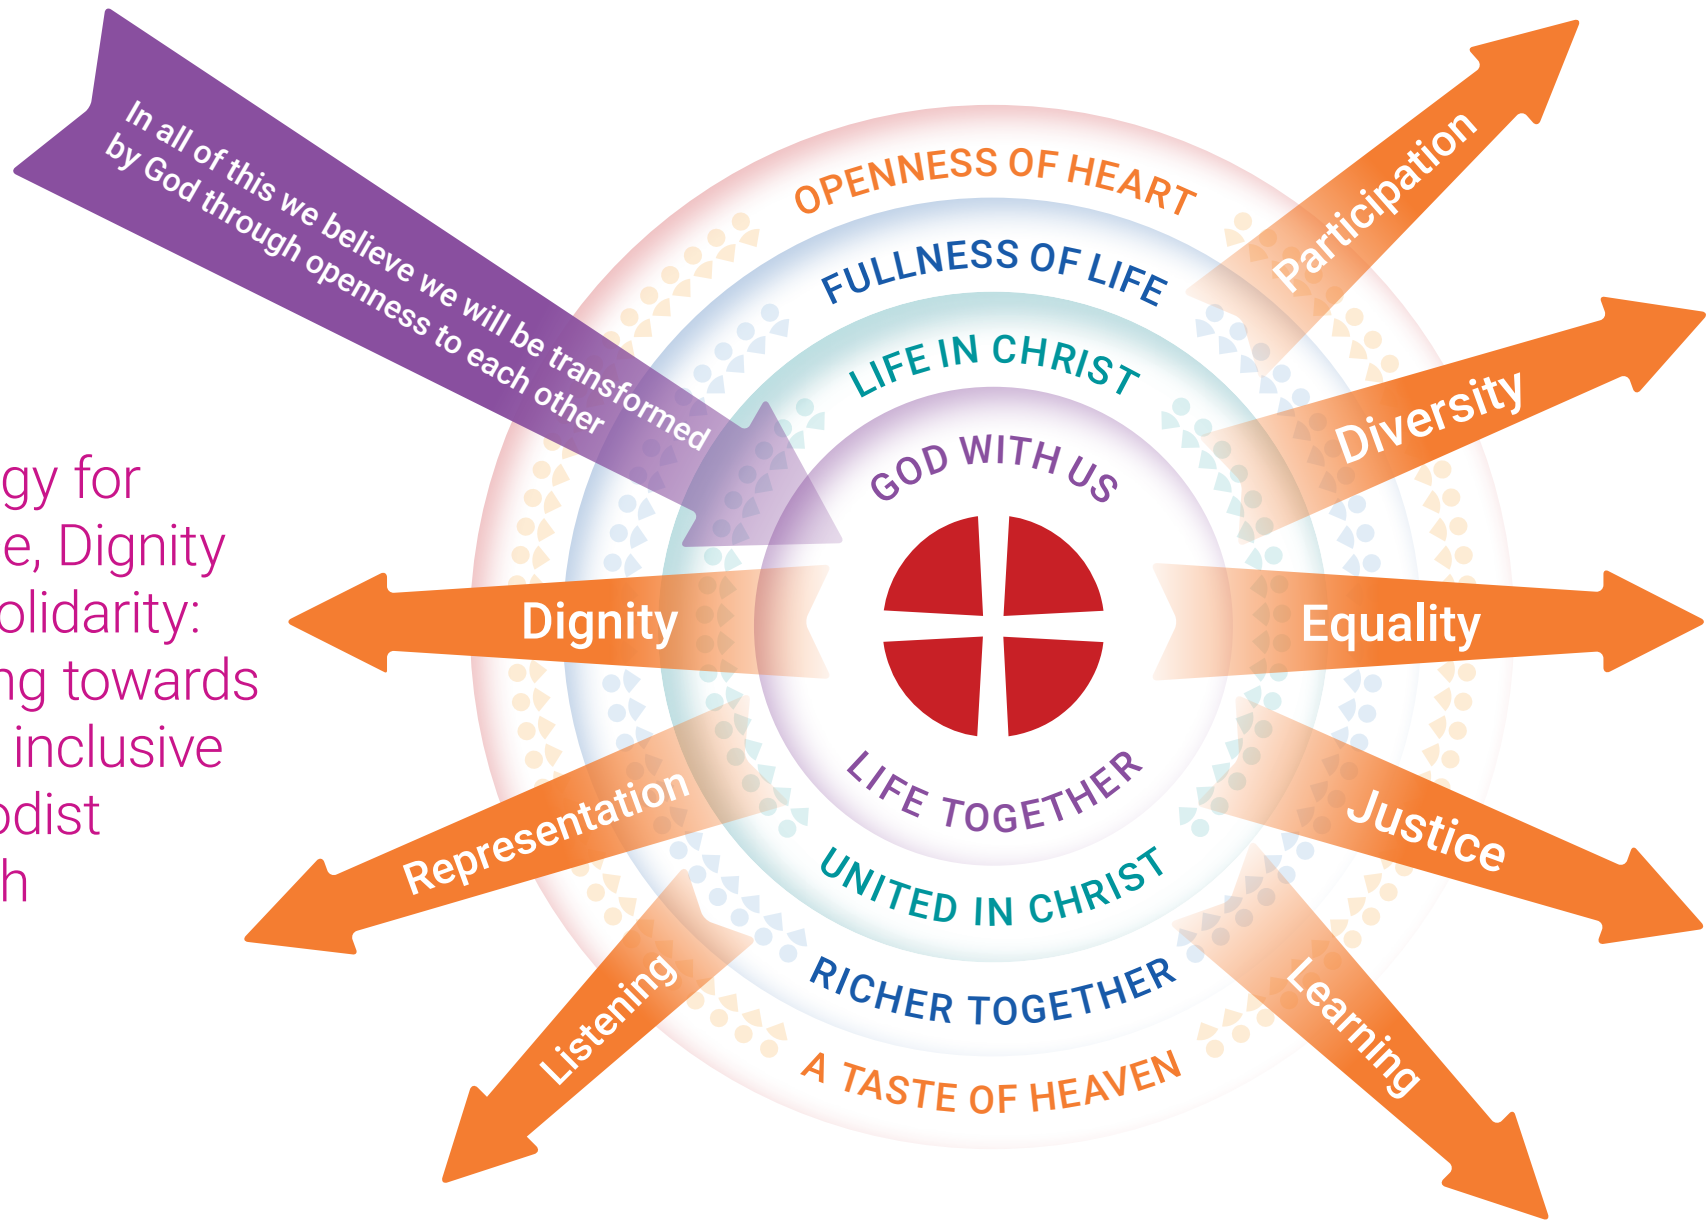 In all of this we believe we will be transformed
by God through openness to each other
gy for
e, Dignity
olidarity:
ng towards
inclusive
odist
h
OPENNESS OF HEART
FULLNESS OF LIFE
LIFE IN CHRIST
GOD WITH US
LIFE TOGETHER
UNITED IN CHRIST
RICHER TOGETHER
A TASTE OF HEAVEN
Participation
Diversity
Equality
Justice
Learning
Listening
Representation
Dignity